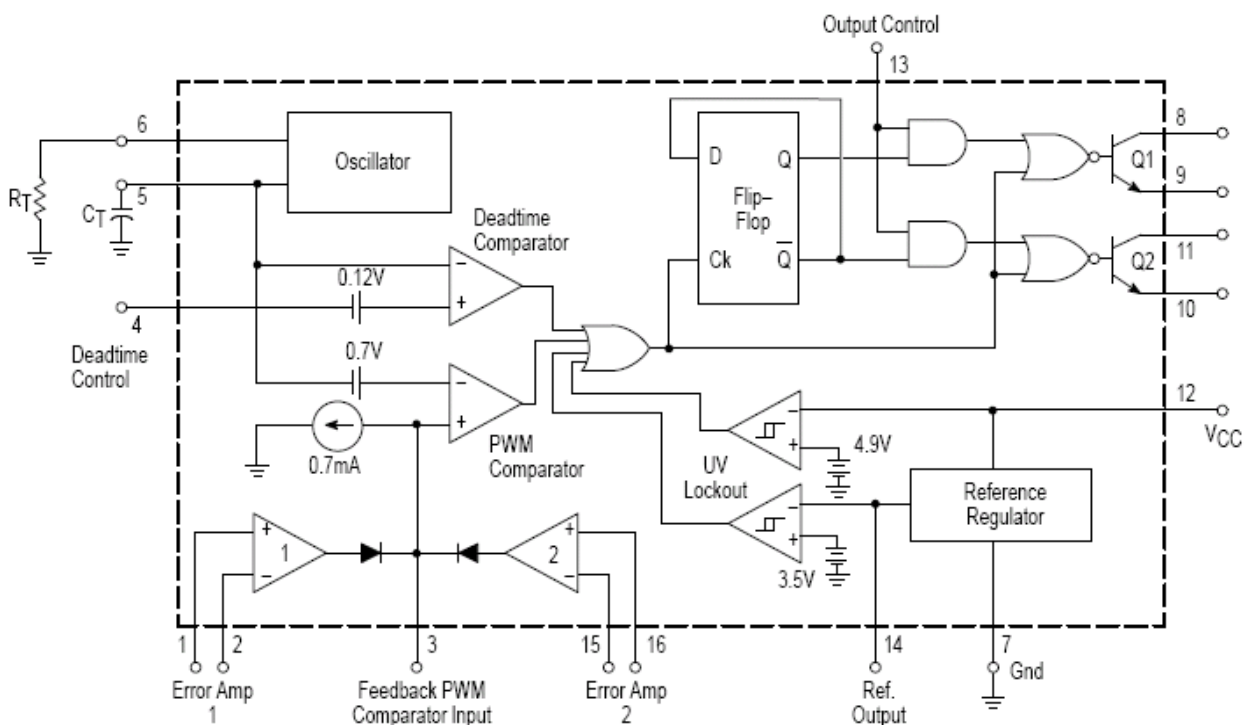 Output Control
13
6
Oscillator
RT
5
CT
D
Q
Flip–
Flop
Ck
Q̅
8
Q1
9
11
Q2
10
Deadtime
Comparator
0.12V
–
+
4
Deadtime
Control
0.7V
–
+
0.7mA
PWM
Comparator
UV
Lockout
–
+
4.9V
12
VCC
Reference
Regulator
–
+
3.5V
+
1
–
+
2
–
1
2
3
15
16
14
7
Gnd
Error Amp
1
Feedback PWM
Comparator Input
Error Amp
2
Ref.
Output